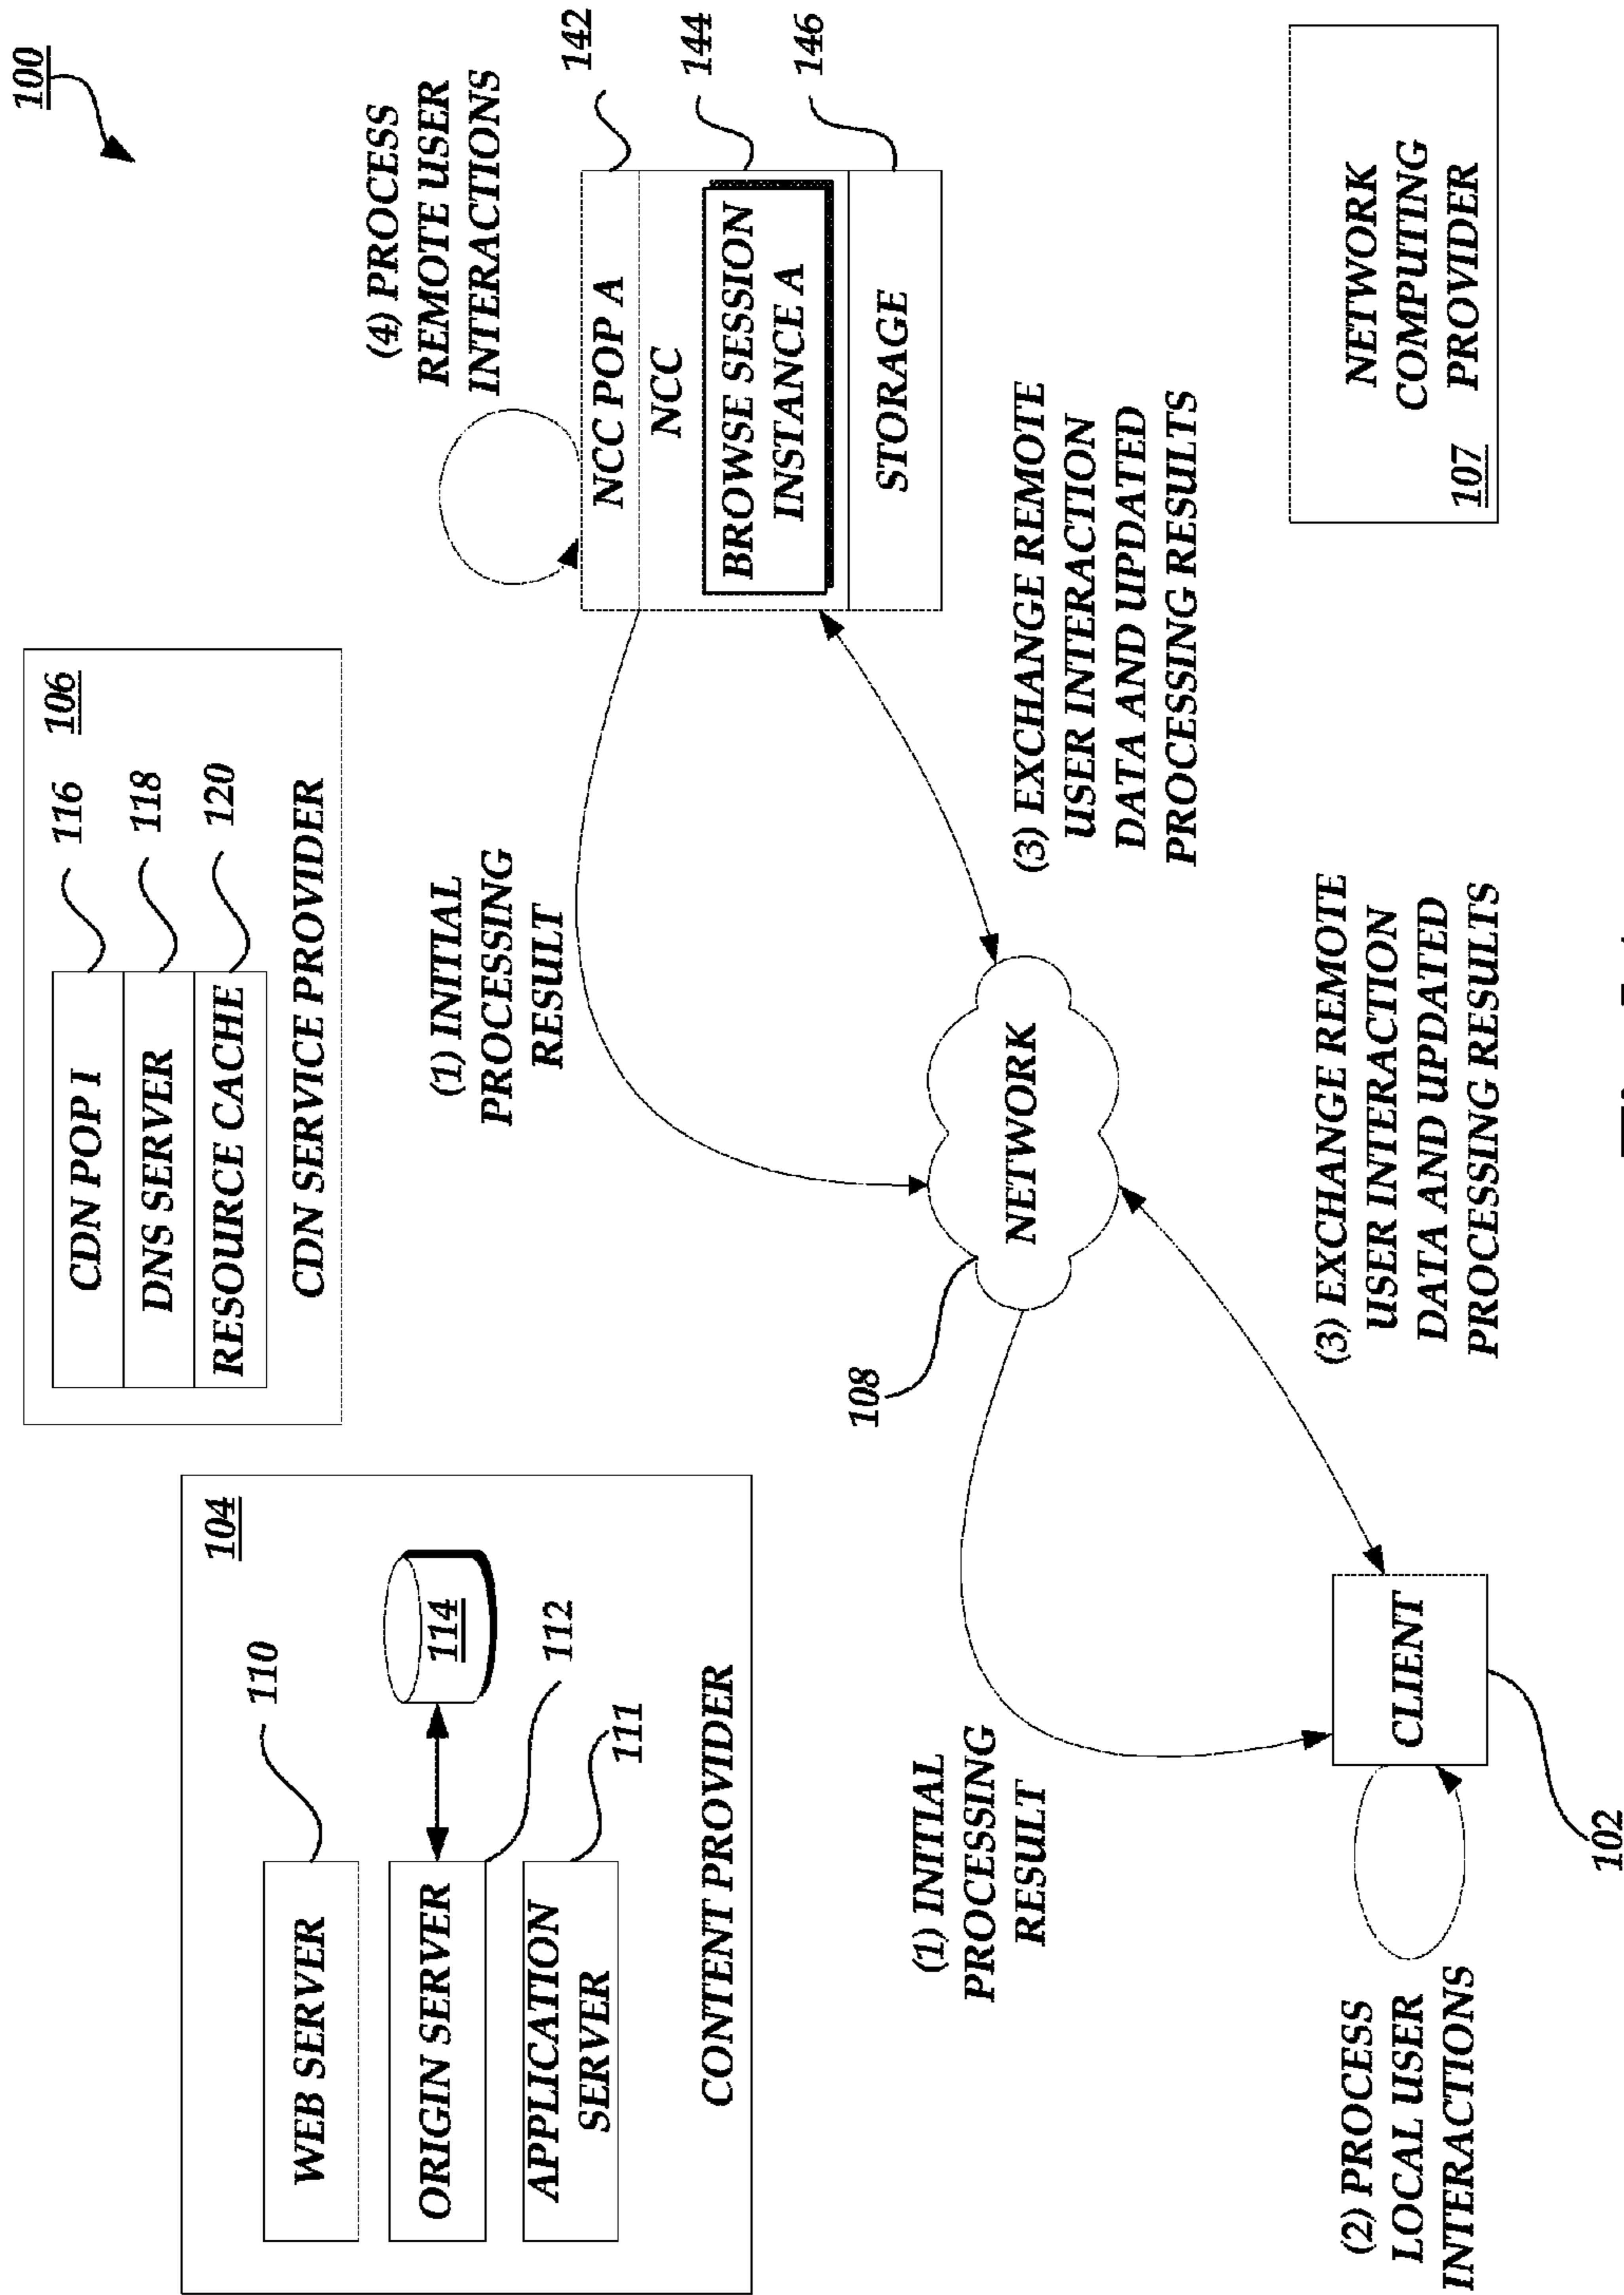 100
104
WEB SERVER
110
ORIGIN SERVER
114
112
APPLICATION
SERVER
111
CONTENT PROVIDER
106
CDN POP I
116
DNS SERVER
118
RESOURCE CACHE
120
CDN SERVICE PROVIDER
(4) PROCESS
REMOTE USER
INTERACTIONS
(1) INITIAL
PROCESSING
RESULT
NCC POP A
142
NCC
144
BROWSE SESSION
INSTANCE A
STORAGE
146
108
NETWORK
(3) EXCHANGE REMOTE
USER INTERACTION
DATA AND UPDATED
PROCESSING RESULTS
(1) INITIAL
PROCESSING
RESULT
(2) PROCESS
LOCAL USER
INTERACTIONS
CLIENT
102
(3) EXCHANGE REMOTE
USER INTERACTION
DATA AND UPDATED
PROCESSING RESULTS
NETWORK
COMPUTING
PROVIDER
107